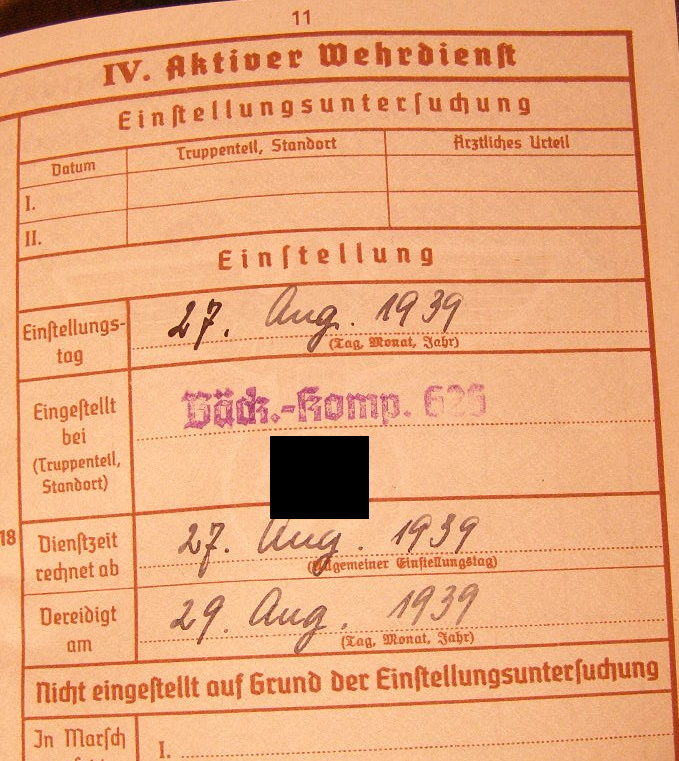 11
IV. Aktiver Wehrdienst
Einstellungsuntersuchung
Datum
Truppenteil, Standort
Ärztliches Urteil
I.
II.
Einstellung
Einstellungs-
tag
27. Aug. 1939
(Tag, Monat, Jahr)
Eingestellt
bei
(Truppenteil,
Standort)
Bäck.-Komp.
18
Dienstzeit
rechnet ab
27. Aug. 1939
(Allgemeiner Einstellungstag)
Vereidigt
am
29. Aug. 1939
(Tag, Monat, Jahr)
Nicht eingestellt auf Grund der Einstellungsuntersuchung
In Marsch
I.